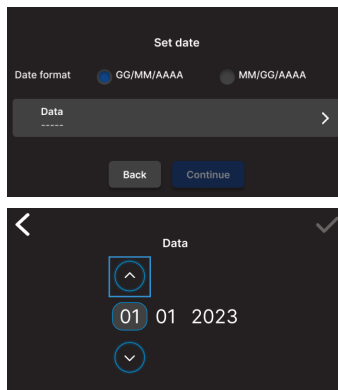 Set date
Date format GG/MM/AAAA MM/GG/AAAA
Data
-----
Back Continue
Data
01 01 2023